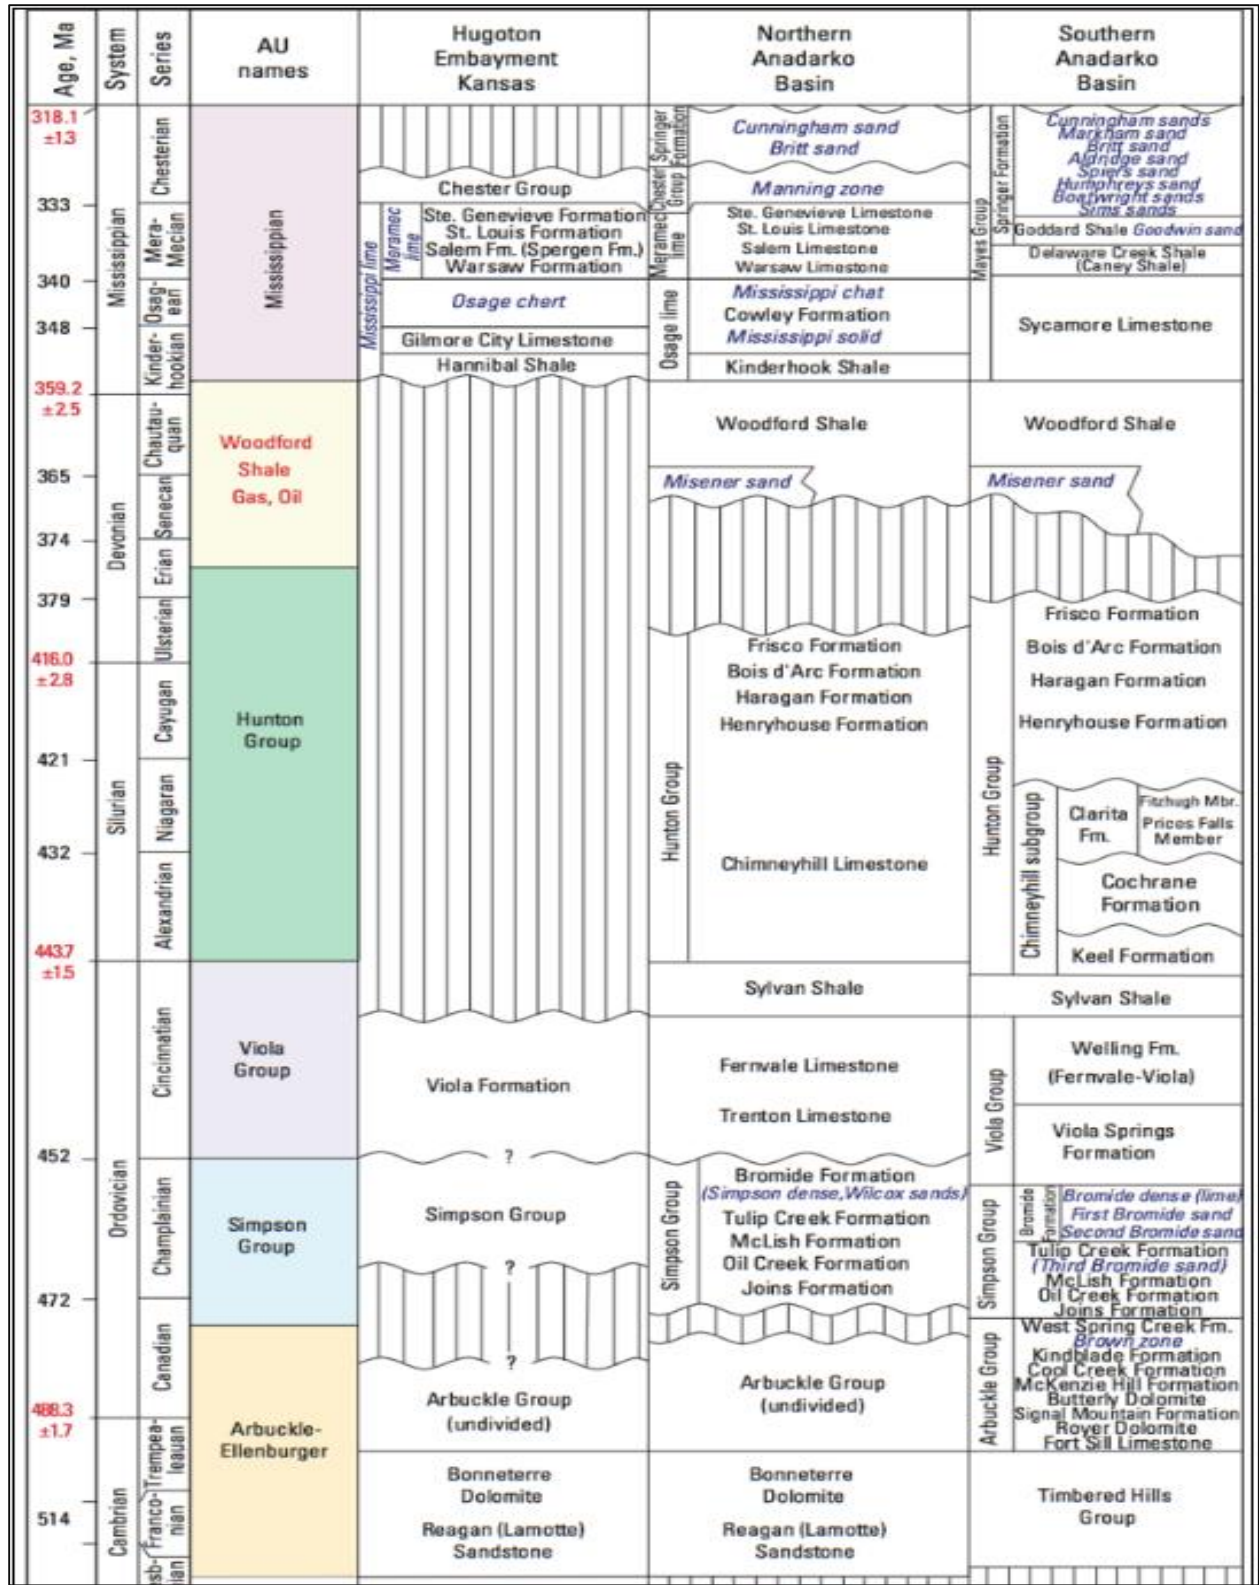 Age, Ma
System
Series
AU
names
Hugoton
Embayment
Kansas
Northern
Anadarko
Basin
Southern
Anadarko
Basin
318.1
±1.3
333
340
348
359.2
±2.5
365
374
379
416.0
±2.8
421
432
443.7
±1.5
452
472
488.3
±1.7
514
Mississippian
Devonian
Silurian
Ordovician
Cambrian
Chesterian
Mera-
Mecian
Osag-
ean
Kinder-
hookian
Chautau-
quan
Senecan
Erian
Ulsterian
Cayugan
Niagaran
Alexandrian
Cincinnatian
Champlainian
Canadian
Trempea-
leauan
Franco-
nian
esb-
ian
Mississippian
Woodford
Shale
Gas, Oil
Hunton
Group
Viola
Group
Simpson
Group
Arbuckle-
Ellenburger
Chester Group
Mississippi lime
Meramec
lime
Ste. Genevieve Formation
St. Louis Formation
Salem Fm. (Spergen Fm.)
Warsaw Formation
Osage chert
Gilmore City Limestone
Hannibal Shale
Viola Formation
?
Simpson Group
?
?
Arbuckle Group
(undivided)
Bonneterre
Dolomite
Reagan (Lamotte)
Sandstone
Springer
Formation
Cunningham sand
Britt sand
Chester
Group
Manning zone
Meramec
lime
Ste. Genevieve Limestone
St. Louis Limestone
Salem Limestone
Warsaw Limestone
Osage lime
Mississippi chat
Cowley Formation
Mississippi solid
Kinderhook Shale
Woodford Shale
Misener sand
Hunton Group
Frisco Formation
Bois d'Arc Formation
Haragan Formation
Henryhouse Formation
Chimneyhill Limestone
Sylvan Shale
Fernvale Limestone
Trenton Limestone
Simpson Group
Bromide Formation
(Simpson dense,Wilcox sands)
Tulip Creek Formation
McLish Formation
Oil Creek Formation
Joins Formation
Arbuckle Group
(undivided)
Bonneterre
Dolomite
Reagan (Lamotte)
Sandstone
Mayes Group
Springer Formation
Cunningham sands
Markham sand
Britt sand
Aldridge sand
Spiers sand
Humphreys sand
Boatwright sands
Sims sands
Goddard Shale Goodwin sand
Delaware Creek Shale
(Caney Shale)
Sycamore Limestone
Woodford Shale
Misener sand
Hunton Group
Frisco Formation
Bois d'Arc Formation
Haragan Formation
Henryhouse Formation
Chimneyhill subgroup
Clarita
Fm.
Fitzhugh Mbr.
Prices Falls
Member
Cochrane
Formation
Keel Formation
Sylvan Shale
Viola Group
Welling Fm.
(Fernvale-Viola)
Viola Springs
Formation
Simpson Group
Bromide
Formation
Bromide dense (lime)
First Bromide sand
Second Bromide sand
Tulip Creek Formation
(Third Bromide sand)
McLish Formation
Oil Creek Formation
Joins Formation
Arbuckle Group
West Spring Creek Fm.
Brown zone
Kindblade Formation
Cool Creek Formation
McKenzie Hill Formation
Butterly Dolomite
Signal Mountain Formation
Royer Dolomite
Fort Sill Limestone
Timbered Hills
Group